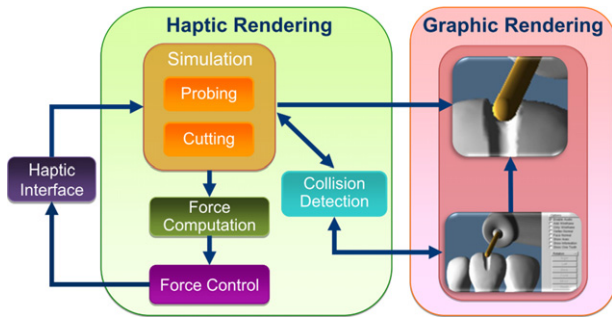 Haptic Rendering
Graphic Rendering
Simulation
Probing
Cutting
Haptic
Interface
Force
Computation
Collision
Detection
Force Control